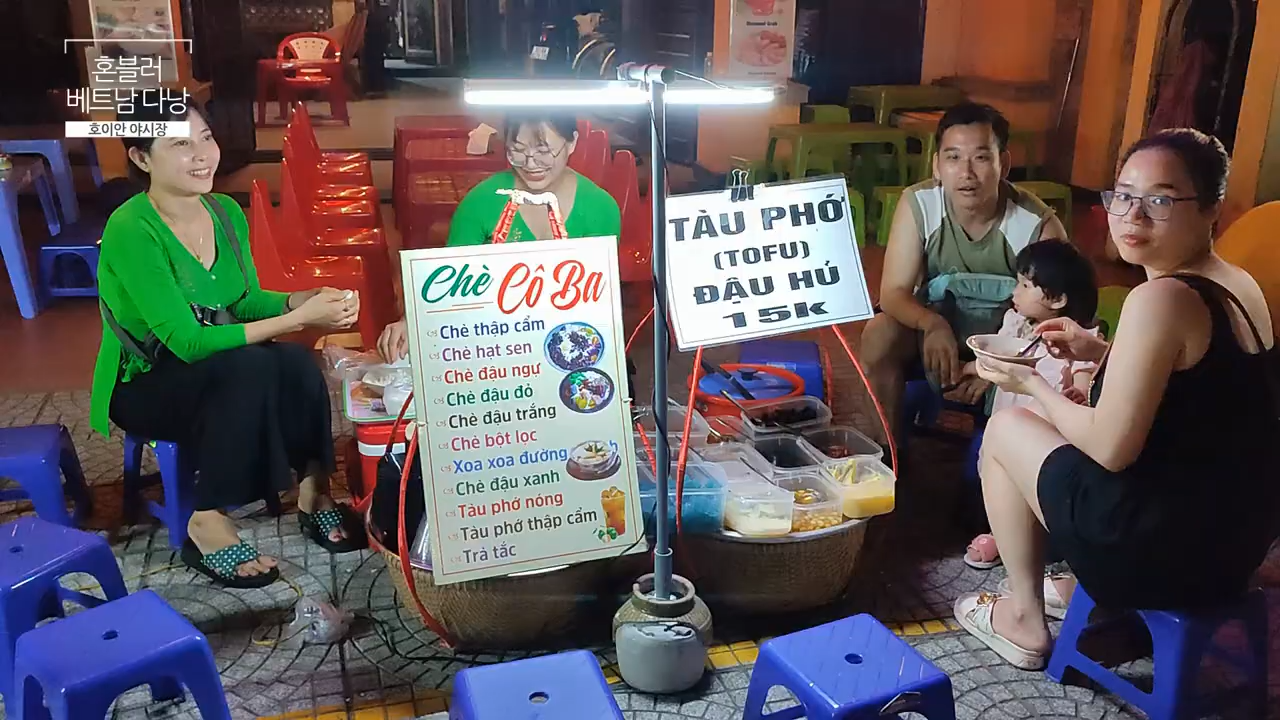 혼블러
베트남 다낭
호이안 야시장
Chè Cô Ba
Chè thập cẩm
Chè hạt sen
Chè đậu ngự
Chè đậu đỏ
Chè đậu trắng
Chè bột lọc
Xoa xoa đường
Chè đậu xanh
Tàu phớ nóng
Tàu phớ thập cẩm
Trà tắc
TÀU PHỚ
(TOFU)
ĐẬU HỦ
15K